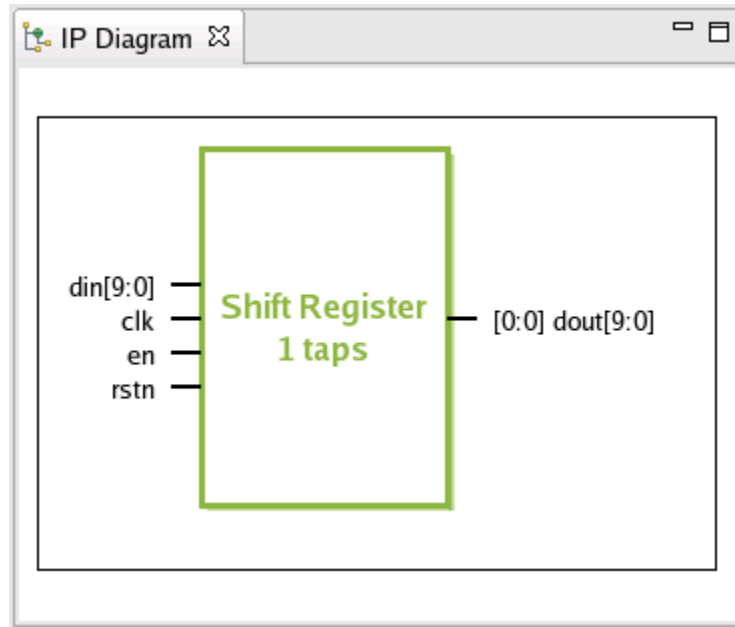 IP Diagram
din[9:0]
clk
en
rstn
Shift Register
1 taps
[0:0] dout[9:0]